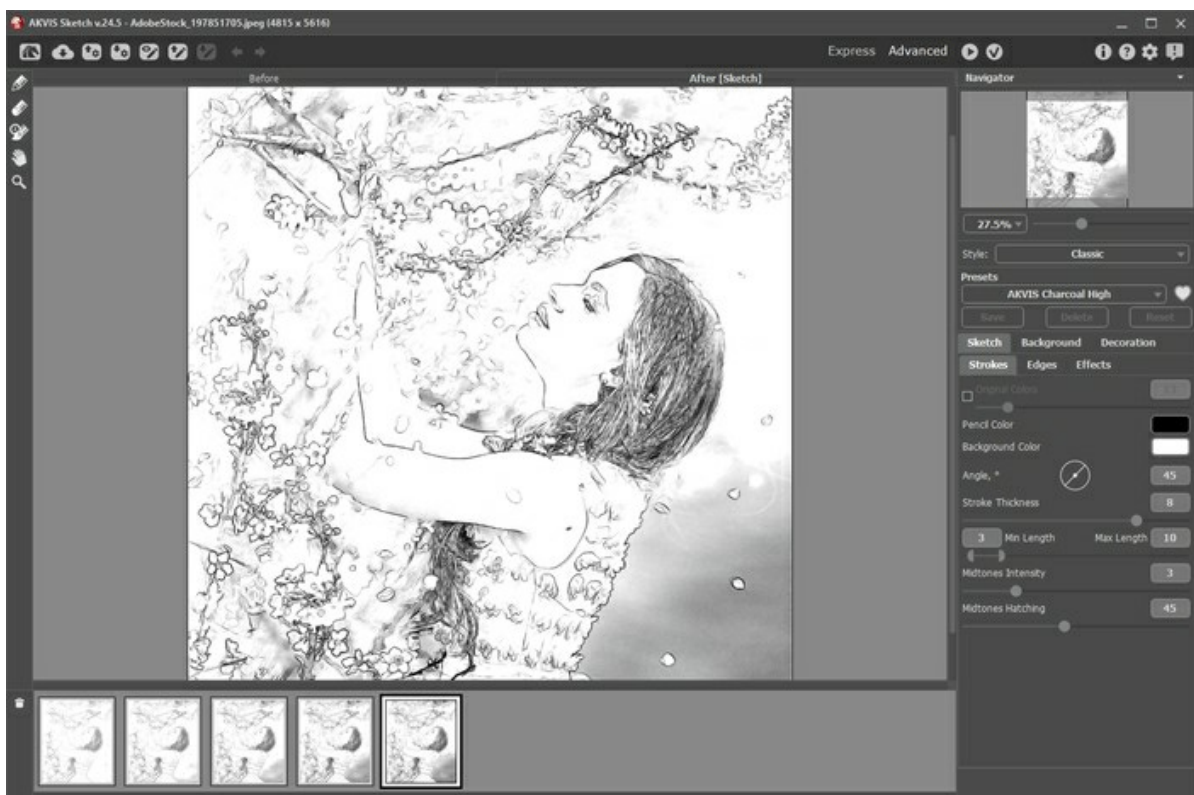 AKVIS Sketch v.24.5 - AdobeStock_197851705.jpeg (4815 x 5616)
Express Advanced
Before After [Sketch]
Navigator
27.5%
Style: Classic
Presets
AKVIS Charcoal High
Save Delete Reset
Sketch Background Decoration
Strokes Edges Effects
Original Colors
Pencil Color
Background Color
Angle, ° 45
Stroke Thickness 8
3 Min Length Max Length 10
Midtones Intensity 3
Midtones Hatching 45